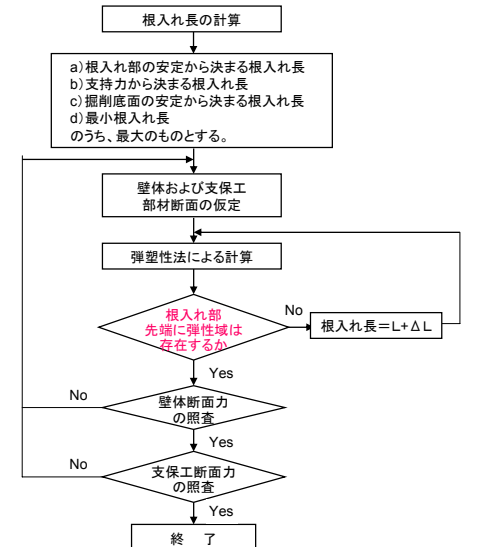 根入れ長の計算
a)根入れ部の安定から決まる根入れ長
b)支持力から決まる根入れ長
c)掘削底面の安定から決まる根入れ長
d)最小根入れ長
のうち、最大のものとする。
壁体および支保工
部材断面の仮定
弾塑性法による計算
根入れ部
先端に弾性域は
存在するか
No
根入れ長＝L+ΔL
Yes
No
壁体断面力
の照査
Yes
No
支保工断面力
の照査
Yes
終　了